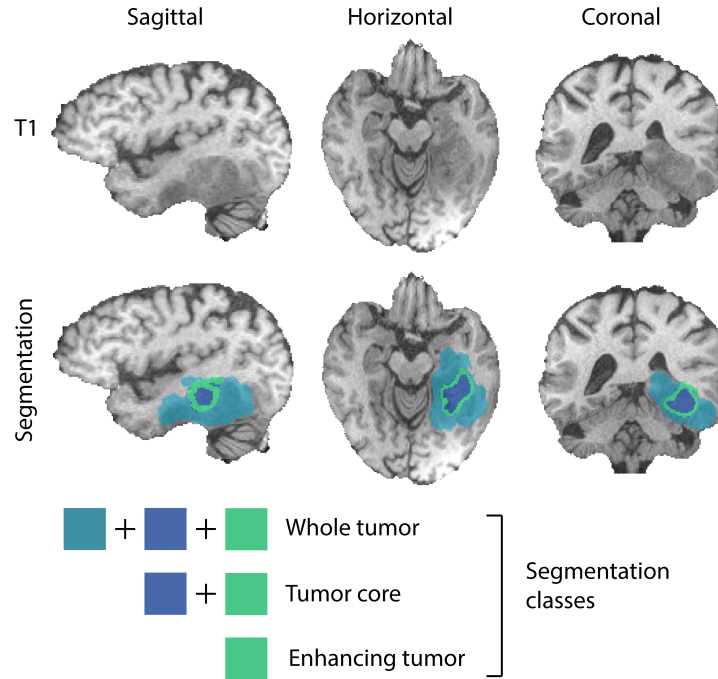 Sagittal
Horizontal
Coronal
T1
Segmentation
+ + Whole tumor
+ Tumor core
Enhancing tumor
Segmentation
classes